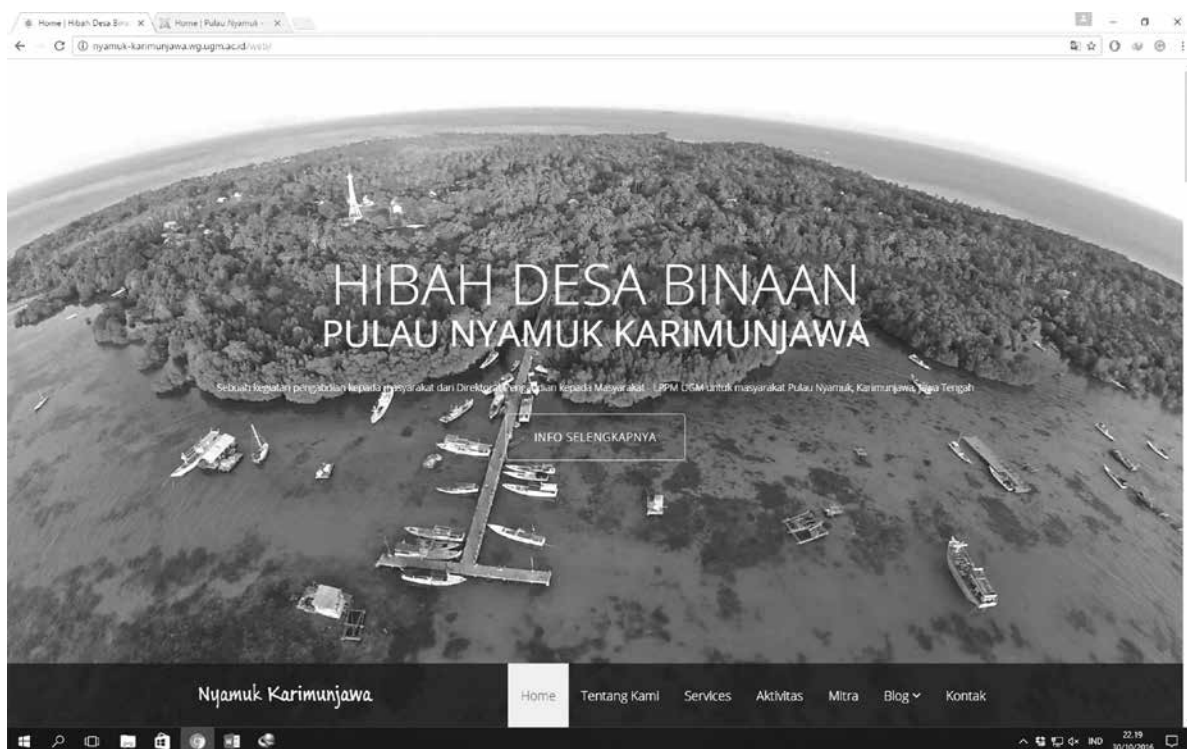 Home | Hibah Desa Bina
Home | Pulau Nyamuk -
nyamuk-karimunjawa.wg.ugm.ac.id/web/
HIBAH DESA BINAAN
PULAU NYAMUK KARIMUNJAWA
Sebuah kegiatan pengabdian kepada masyarakat dari Direktorat Pengabdian kepada Masyarakat - LPPM UGM untuk masyarakat Pulau Nyamuk, Karimunjawa, Jawa Tengah
INFO SELENGKAPNYA
Nyamuk Karimunjawa
Home Tentang Kami Services Aktivitas Mitra Blog Kontak
IND
22.19
30/10/2016